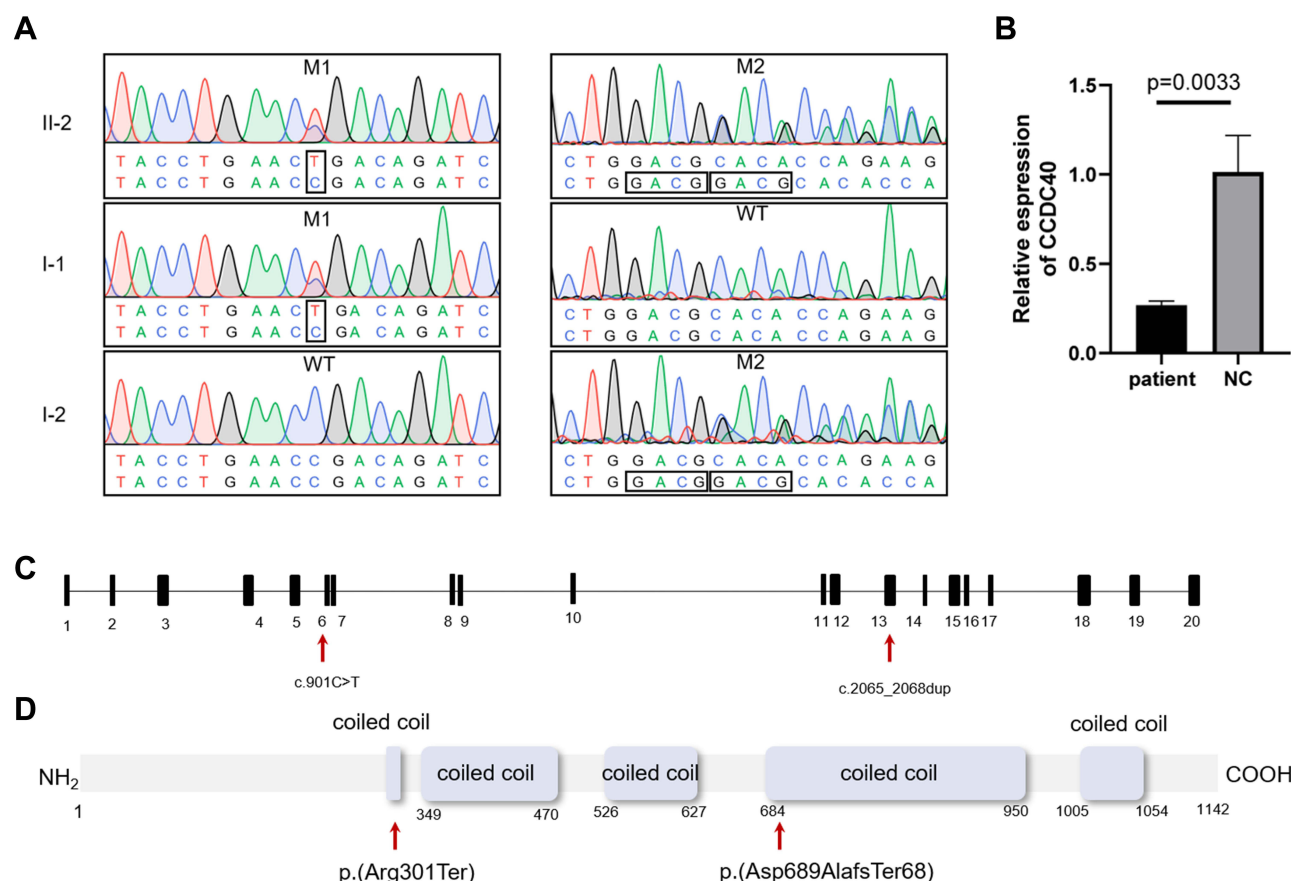 A
M1
II-2
T A C C T G A A C T G A C A G A T C
T A C C T G A A C C G A C A G A T C
M2
C T G G A C G C A C A C C A G A A G
C T G G A C G G A C G C A C A C C A
M1
I-1
T A C C T G A A C T G A C A G A T C
T A C C T G A A C C G A C A G A T C
WT
C T G G A C G C A C A C C A G A A G
C T G G A C G C A C A C C A G A A G
WT
I-2
T A C C T G A A C C G A C A G A T C
T A C C T G A A C C G A C A G A T C
M2
C T G G A C G C A C A C C A G A A G
C T G G A C G G A C G C A C A C C A
B
Relative espression
of CCDC40
p=0.0033
1.5
1.0
0.5
0.0
patient NC
C
1 2 3 4 5 6 7 8 9 10 11 12 13 14 15 16 17 18 19 20
c.901C>T
c.2065_2068dup
D
coiled coil
coiled coil
NH2
coiled coil
coiled coil
coiled coil
COOH
1 349 470 526 627 684 950 1005 1054 1142
p.(Arg301Ter)
p.(Asp689AlafsTer68)